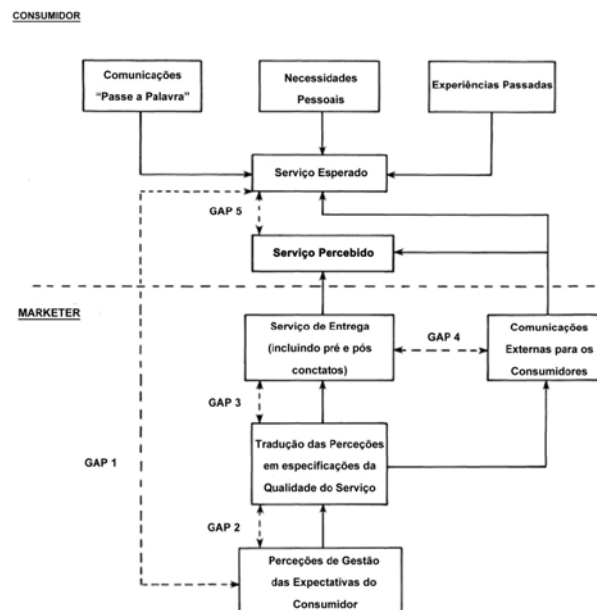 CONSUMIDOR
Comunicações
“Passe a Palavra”
Necessidades
Pessoais
Experiências Passadas
Serviço Esperado
GAP 5
Serviço Percebido
MARKETER
Serviço de Entrega
(incluindo pré e pós
conctatos)
GAP 4
Comunicações
Externas para os
Consumidores
GAP 3
Tradução das Perceções
em especificações da
Qualidade do Serviço
GAP 1
GAP 2
Perceções de Gestão
das Expectativas do
Consumidor